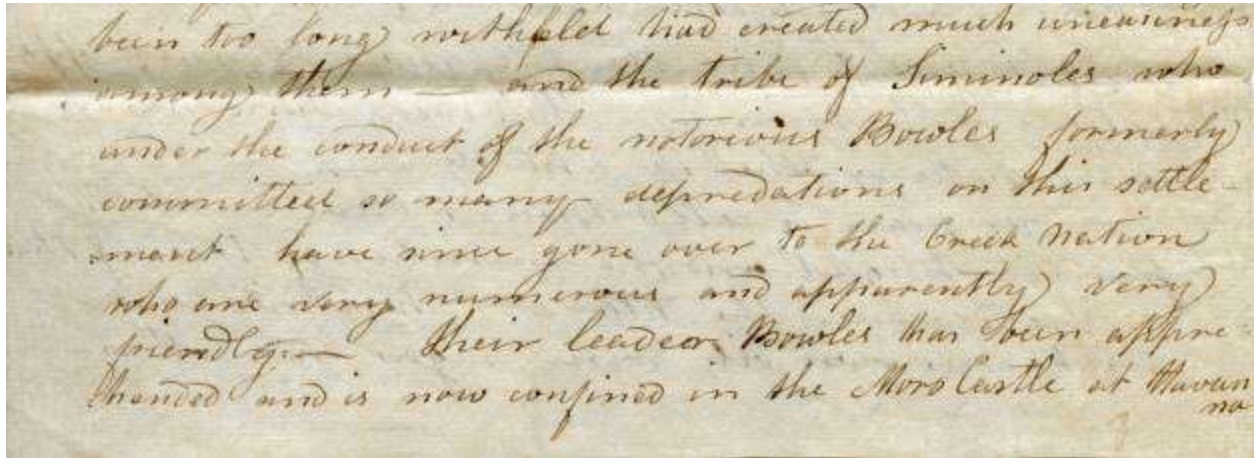 been too long withheld had created much uneasiness
among them — and the tribe of Siminoles who
under the conduct of the notorious Bowles formerly
committed so many depredations on this settle-
ment have since gone over to the Creek Nation
who are very numerous and apparently very
friendly — Their leader Bowles has been appre-
hended and is now confined in the Moro Castle at Havan
na